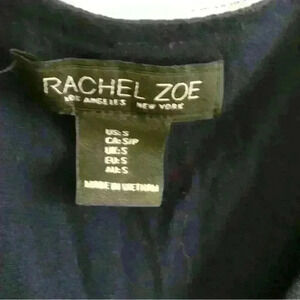 RACHEL ZOE
LOS ANGELES NEW YORK
US:S
CA:S/P
UK:S
EU:S
AU:S
MADE IN VIETNAM